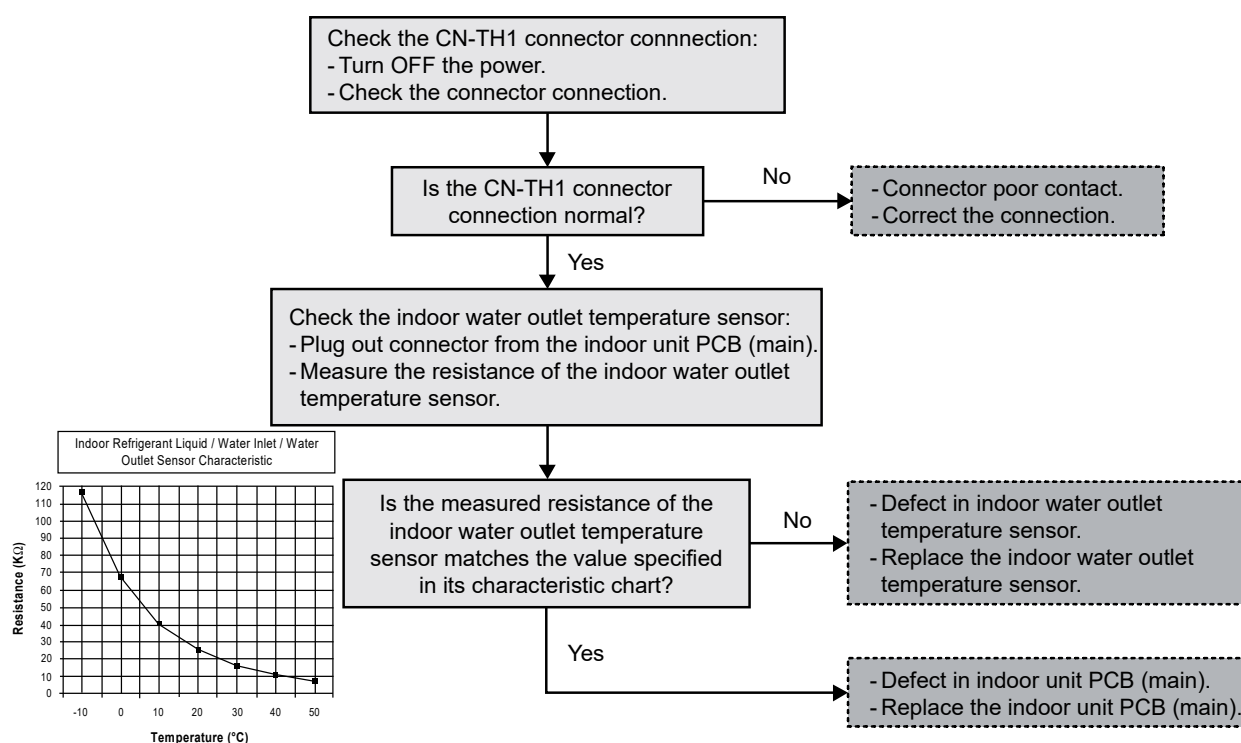 Check the CN-TH1 connector connnection:
- Turn OFF the power.
- Check the connector connection.
Is the CN-TH1 connector
connection normal?
No
- Connector poor contact.
- Correct the connection.
Yes
Check the indoor water outlet temperature sensor:
- Plug out connector from the indoor unit PCB (main).
- Measure the resistance of the indoor water outlet
temperature sensor.
Indoor Refrigerant Liquid / Water Inlet / Water
Outlet Sensor Characteristic
Resistance (KΩ)
120
110
100
90
80
70
60
50
40
30
20
10
0
-10 0 10 20 30 40 50
Temperature (°C)
Is the measured resistance of the
indoor water outlet temperature
sensor matches the value specified
in its characteristic chart?
No
- Defect in indoor water outlet
temperature sensor.
- Replace the indoor water outlet
temperature sensor.
Yes
- Defect in indoor unit PCB (main).
- Replace the indoor unit PCB (main).